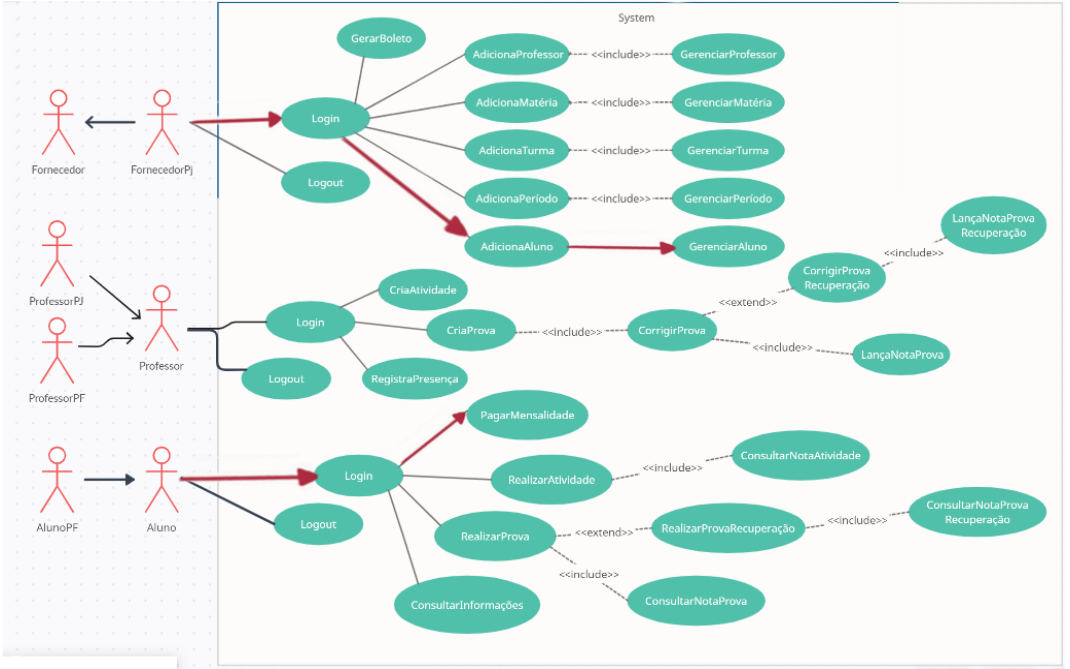 System
GerarBoleto
AdicionaProfessor
<<include>>
GerenciarProfessor
AdicionaMatéria
<<include>>
GerenciarMatéria
Login
AdicionaTurma
<<include>>
GerenciarTurma
Fornecedor
FornecedorPj
Logout
AdicionaPeríodo
<<include>>
GerenciarPeríodo
AdicionaAluno
GerenciarAluno
LançaNotaProva
Recuperação
<<include>>
CorrigirProva
Recuperação
<<extend>>
ProfessorPJ
CriaAtividade
Login
CriaProva
<<include>>
CorrigirProva
<<include>>
LançaNotaProva
Professor
Logout
RegistraPresença
ProfessorPF
PagarMensalidade
Login
RealizarAtividade
<<include>>
ConsultarNotaAtividade
AlunoPF
Aluno
Logout
RealizarProva
<<extend>>
RealizarProvaRecuperação
<<include>>
ConsultarNotaProva
Recuperação
<<include>>
ConsultarNotaProva
ConsultarInformações